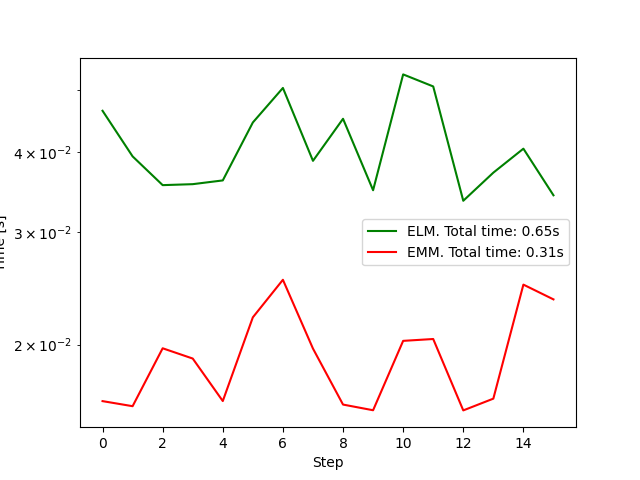 4 × 10⁻²
3 × 10⁻²
2 × 10⁻²
ELM. Total time: 0.65s
EMM. Total time: 0.31s
0 2 4 6 8 10 12 14
Step